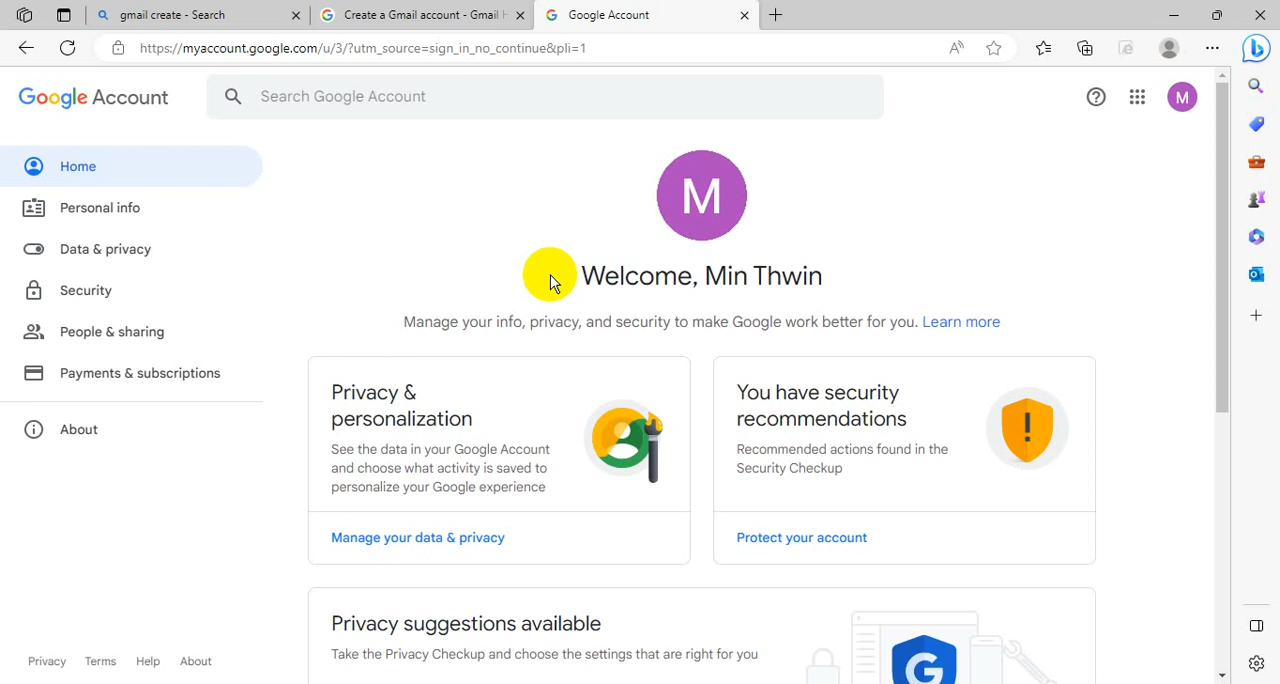 gmail create - Search
Create a Gmail account - Gmail H
Google Account
https://myaccount.google.com/u/3/?utm_source=sign_in_no_continue&pli=1
Google Account
Search Google Account
M
Home
Personal info
Data & privacy
Security
People & sharing
Payments & subscriptions
About
M
Welcome, Min Thwin
Manage your info, privacy, and security to make Google work better for you. Learn more
Privacy &
personalization
See the data in your Google Account
and choose what activity is saved to
personalize your Google experience
Manage your data & privacy
You have security
recommendations
Recommended actions found in the
Security Checkup
Protect your account
Privacy suggestions available
Take the Privacy Checkup and choose the settings that are right for you
G
Privacy Terms Help About